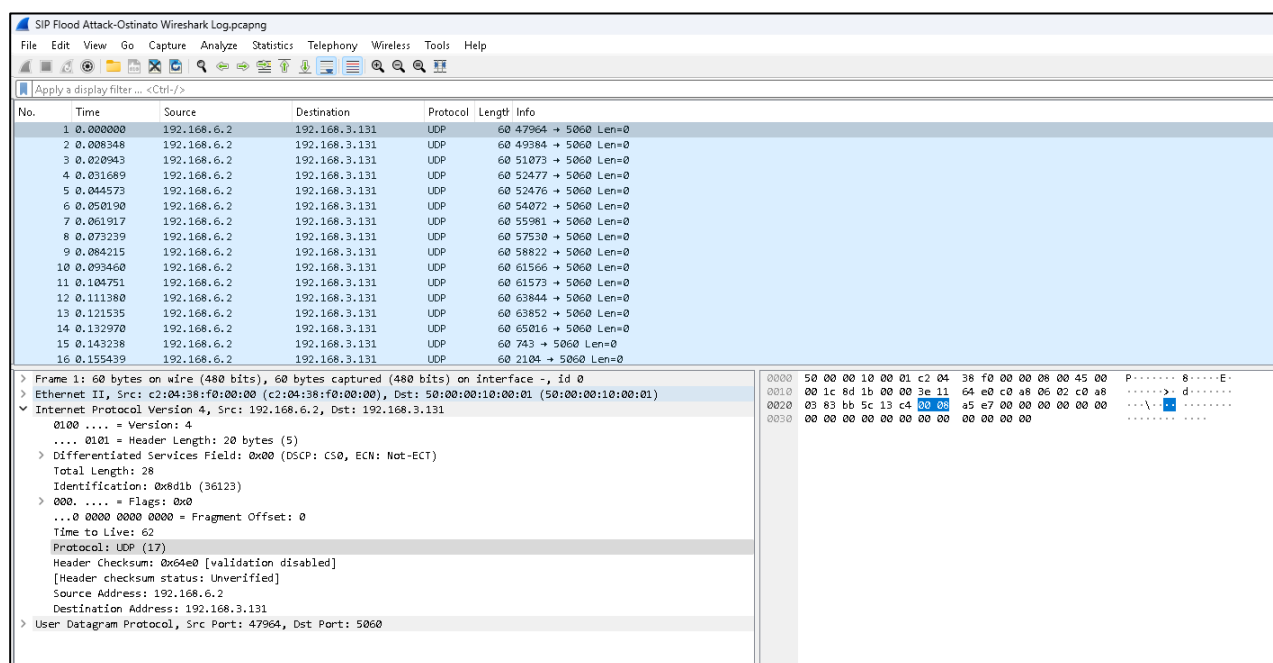 SIP Flood Attack-Ostinato Wireshark Log.pcapng
File Edit View Go Capture Analyze Statistics Telephony Wireless Tools Help
Apply a display filter ... <Ctrl-/>
No. Time Source Destination Protocol Length Info
1 0.000000 192.168.6.2 192.168.3.131 UDP 60 47964 → 5060 Len=0
2 0.008348 192.168.6.2 192.168.3.131 UDP 60 49384 → 5060 Len=0
3 0.020943 192.168.6.2 192.168.3.131 UDP 60 51073 → 5060 Len=0
4 0.031689 192.168.6.2 192.168.3.131 UDP 60 52477 → 5060 Len=0
5 0.044573 192.168.6.2 192.168.3.131 UDP 60 52476 → 5060 Len=0
6 0.050190 192.168.6.2 192.168.3.131 UDP 60 54072 → 5060 Len=0
7 0.061917 192.168.6.2 192.168.3.131 UDP 60 55981 → 5060 Len=0
8 0.073239 192.168.6.2 192.168.3.131 UDP 60 57530 → 5060 Len=0
9 0.084215 192.168.6.2 192.168.3.131 UDP 60 58822 → 5060 Len=0
10 0.093460 192.168.6.2 192.168.3.131 UDP 60 61566 → 5060 Len=0
11 0.104751 192.168.6.2 192.168.3.131 UDP 60 61573 → 5060 Len=0
12 0.111380 192.168.6.2 192.168.3.131 UDP 60 63844 → 5060 Len=0
13 0.121535 192.168.6.2 192.168.3.131 UDP 60 63852 → 5060 Len=0
14 0.132970 192.168.6.2 192.168.3.131 UDP 60 65016 → 5060 Len=0
15 0.143238 192.168.6.2 192.168.3.131 UDP 60 743 → 5060 Len=0
16 0.155439 192.168.6.2 192.168.3.131 UDP 60 2104 → 5060 Len=0
Frame 1: 60 bytes on wire (480 bits), 60 bytes captured (480 bits) on interface -, id 0
Ethernet II, Src: c2:04:38:f0:00:00 (c2:04:38:f0:00:00), Dst: 50:00:00:10:00:01 (50:00:00:10:00:01)
Internet Protocol Version 4, Src: 192.168.6.2, Dst: 192.168.3.131
0100 .... = Version: 4
.... 0101 = Header Length: 20 bytes (5)
Differentiated Services Field: 0x00 (DSCP: CS0, ECN: Not-ECT)
Total Length: 28
Identification: 0x8d1b (36123)
000. .... = Flags: 0x0
...0 0000 0000 0000 = Fragment Offset: 0
Time to Live: 62
Protocol: UDP (17)
Header Checksum: 0x64e0 [validation disabled]
[Header checksum status: Unverified]
Source Address: 192.168.6.2
Destination Address: 192.168.3.131
User Datagram Protocol, Src Port: 47964, Dst Port: 5060
0000 50 00 00 10 00 01 c2 04 38 f0 00 00 08 00 45 00 P·······8·····E·
0010 00 1c 8d 1b 00 00 3e 11 64 e0 c0 a8 06 02 c0 a8 ······>·d·······
0020 03 83 bb 5c 13 c4 00 08 a5 e7 00 00 00 00 00 00 ···\············
0030 00 00 00 00 00 00 00 00 00 00 00 00 ············